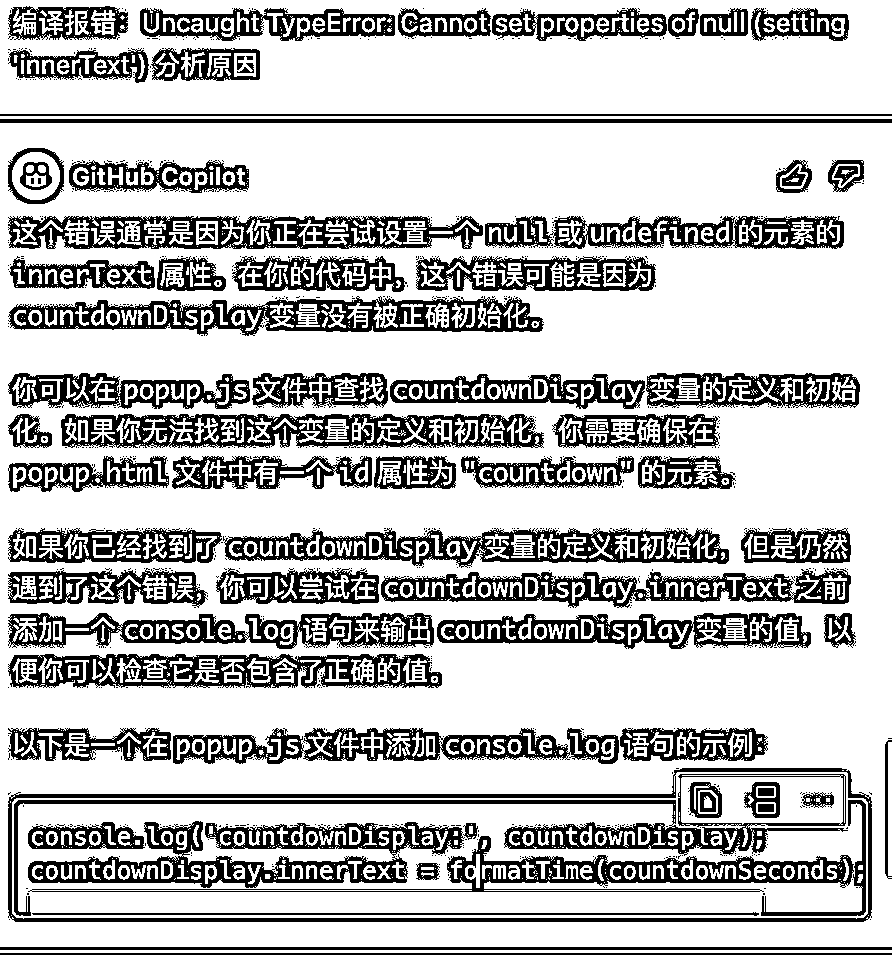 编译报错： Uncaught TypeError: Cannot set properties of null (setting
'innerText') 分析原因
GitHub Copilot
这个错误通常是因为你正在尝试设置一个 null 或 undefined 的元素的
innerText 属性。在你的代码中，这个错误可能是因为
countdownDisplay 变量没有被正确初始化。
你可以在 popup.js 文件中查找 countdownDisplay 变量的定义和初始
化。如果你无法找到这个变量的定义和初始化，你需要确保在
popup.html 文件中有一个 id 属性为 "countdown" 的元素。
如果你已经找到了 countdownDisplay 变量的定义和初始化，但是仍然
遇到了这个错误，你可以尝试在 countdownDisplay.innerText 之前
添加一个 console.log 语句来输出 countdownDisplay 变量的值，以
便你可以检查它是否包含了正确的值。
以下是一个在 popup.js 文件中添加 console.log 语句的示例：
console.log('countdownDisplay:', countdownDisplay);
countdownDisplay.innerText = formatTime(countdownSeconds);